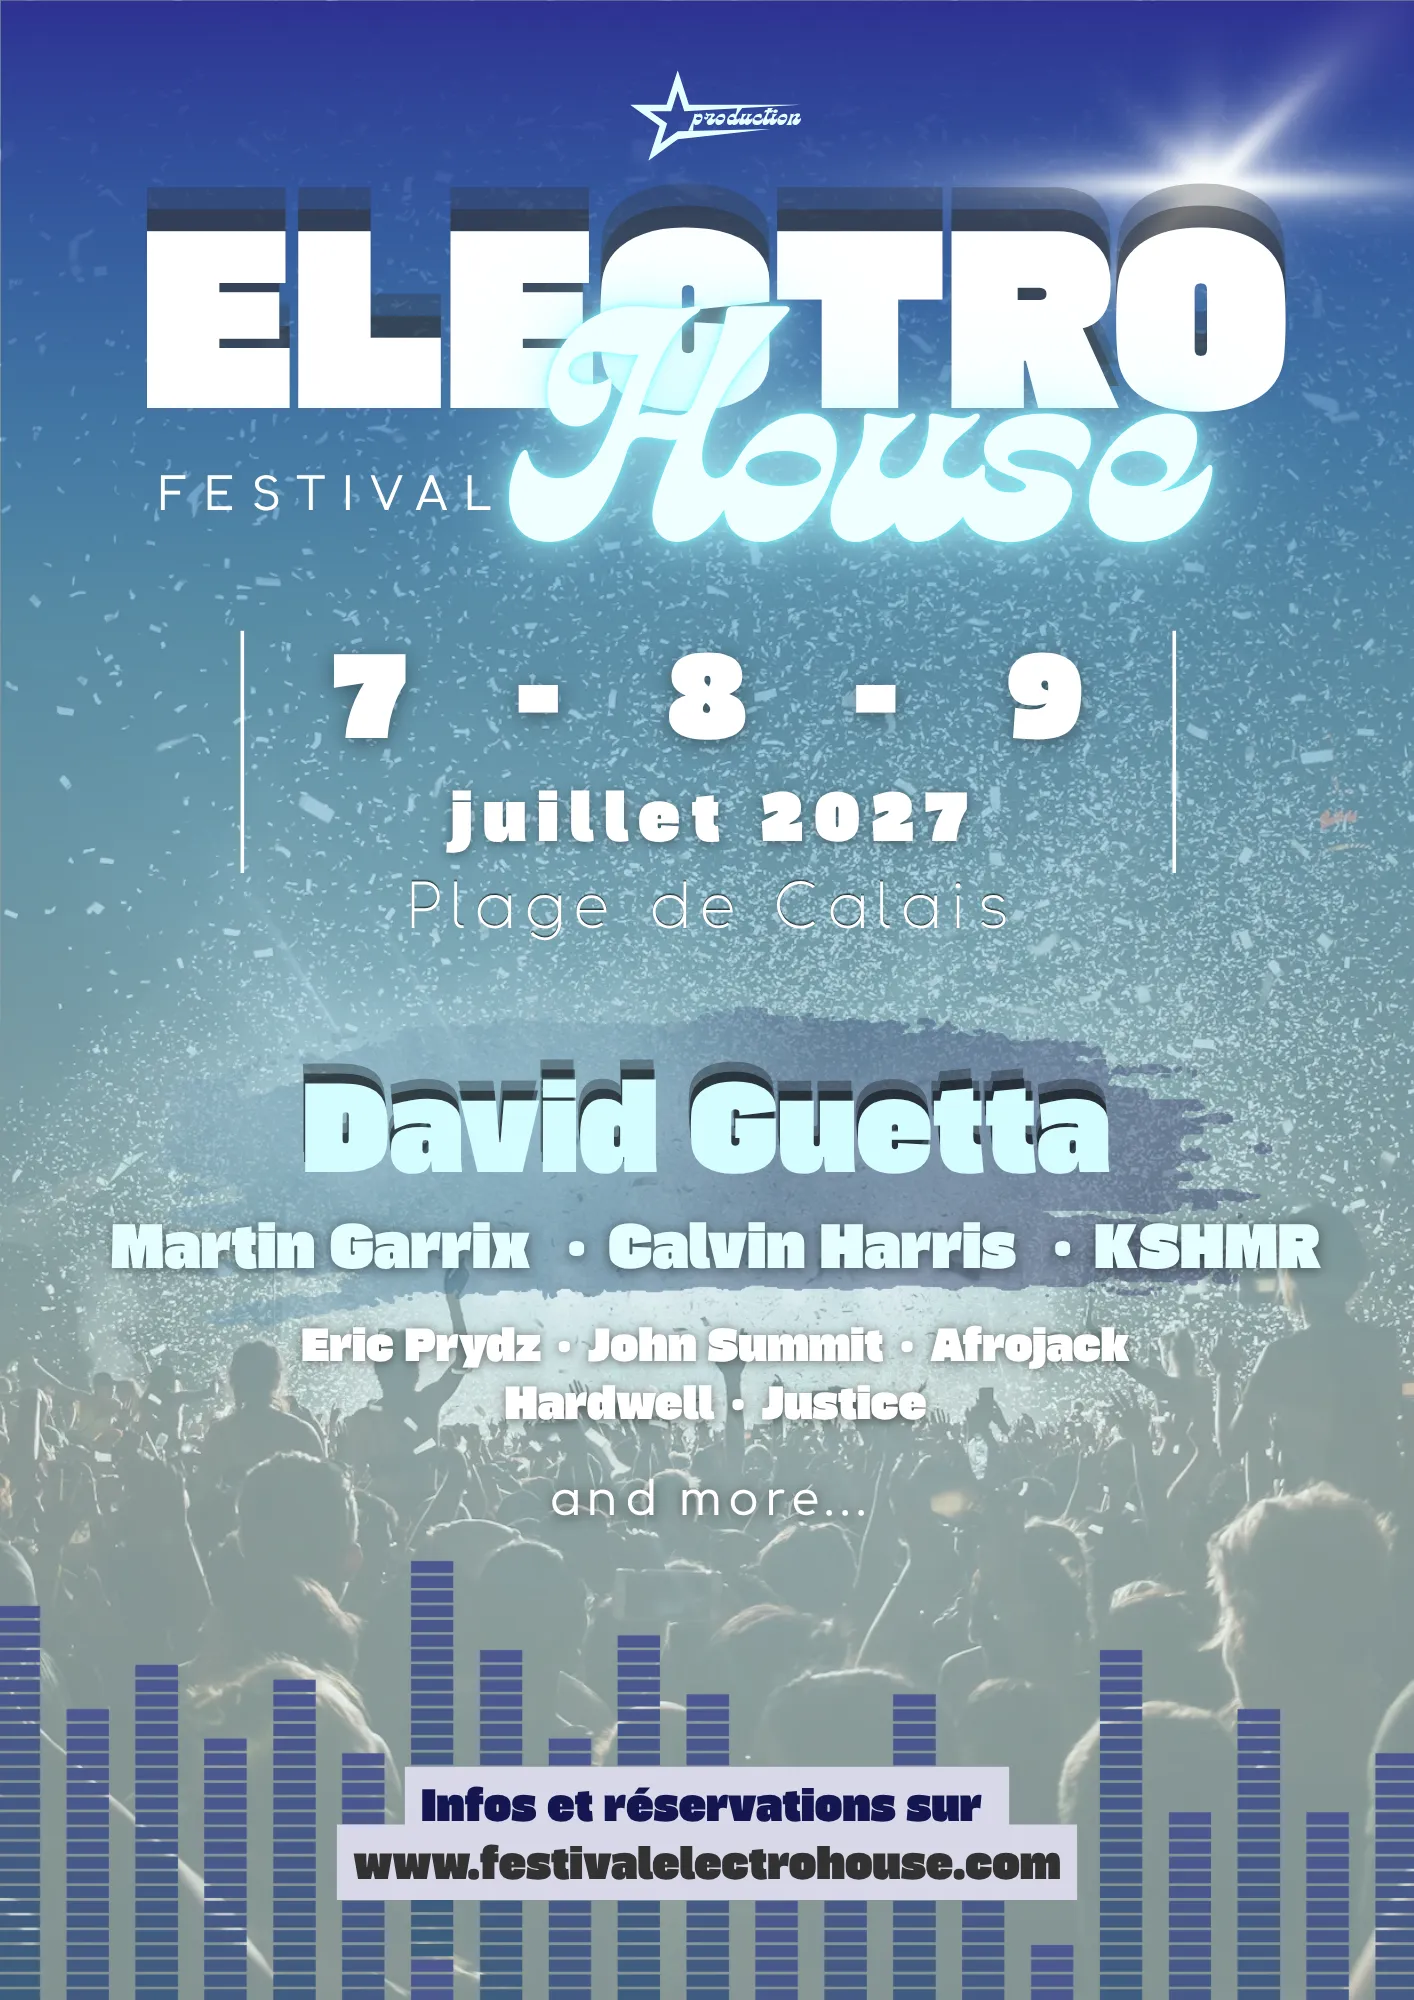 production
ELECTRO
House
FESTIVAL
7 - 8 - 9
juillet 2027
Plage de Calais
David Guetta
Martin Garrix • Calvin Harris • KSHMR
Eric Prydz • John Summit • Afrojack
Hardwell • Justice
and more...
Infos et réservations sur
www.festivalelectrohouse.com